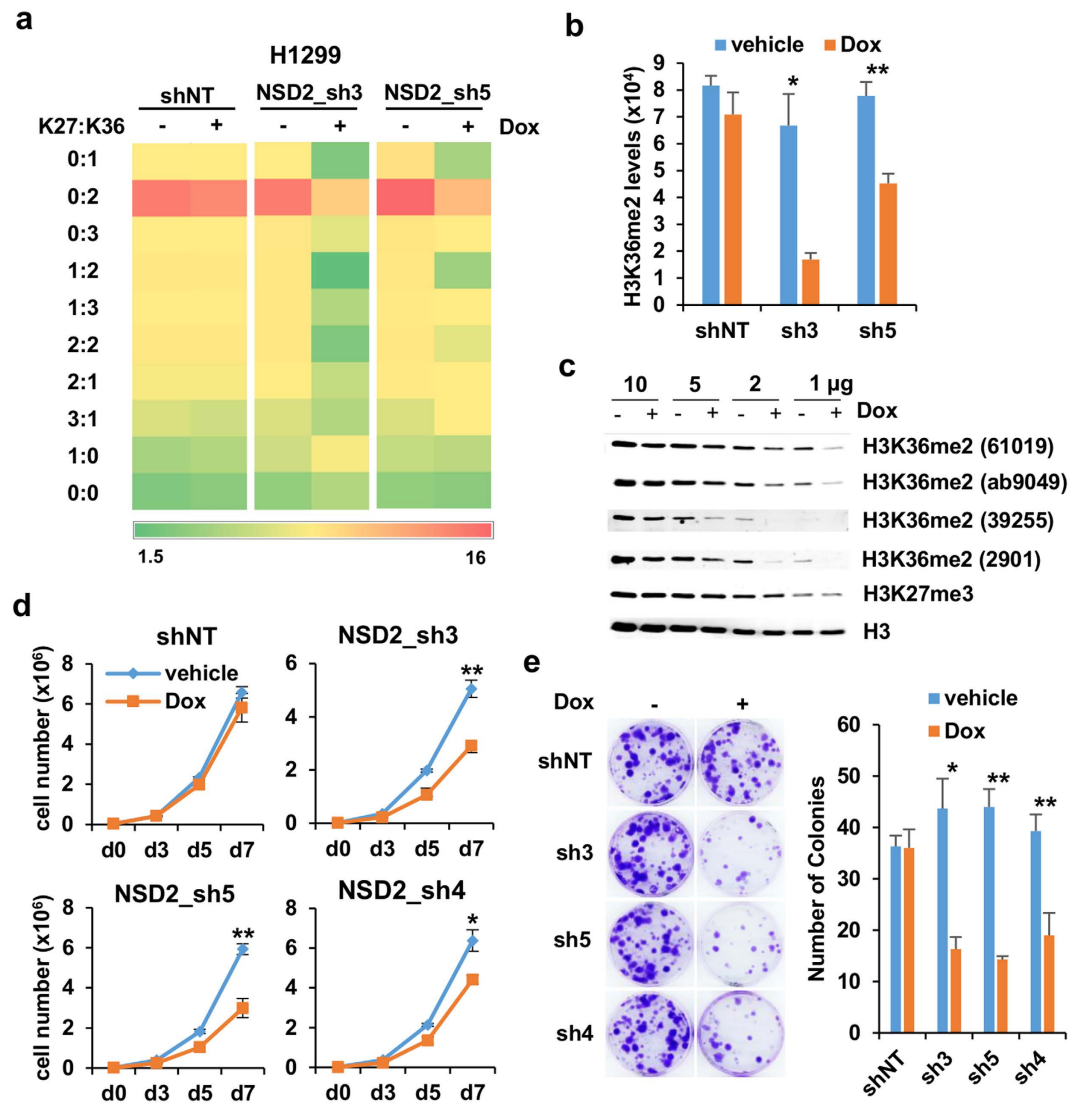 a
H1299
shNT NSD2_sh3 NSD2_sh5
K27:K36 - + - + - + Dox
0:1
0:2
0:3
1:2
1:3
2:2
2:1
3:1
1:0
0:0
1.5 16
b
vehicle Dox
H3K36me2 levels (x10⁴)
9
8
7
6
5
4
3
2
1
0
* **
shNT sh3 sh5
c
10 5 2 1 µg
- + - + - + - + Dox
H3K36me2 (61019)
H3K36me2 (ab9049)
H3K36me2 (39255)
H3K36me2 (2901)
H3K27me3
H3
d
shNT
cell number (x10⁶)
8
6
4
2
0
vehicle
Dox
d0 d3 d5 d7
NSD2_sh3
6
4
2
0
**
d0 d3 d5 d7
NSD2_sh5
cell number (x10⁶)
8
6
4
2
0
**
d0 d3 d5 d7
NSD2_sh4
8
6
4
2
0
*
d0 d3 d5 d7
e
Dox - +
shNT
sh3
sh5
sh4
vehicle
Dox
Number of Colonies
60
50
40
30
20
10
0
* ** **
shNT sh3 sh5 sh4